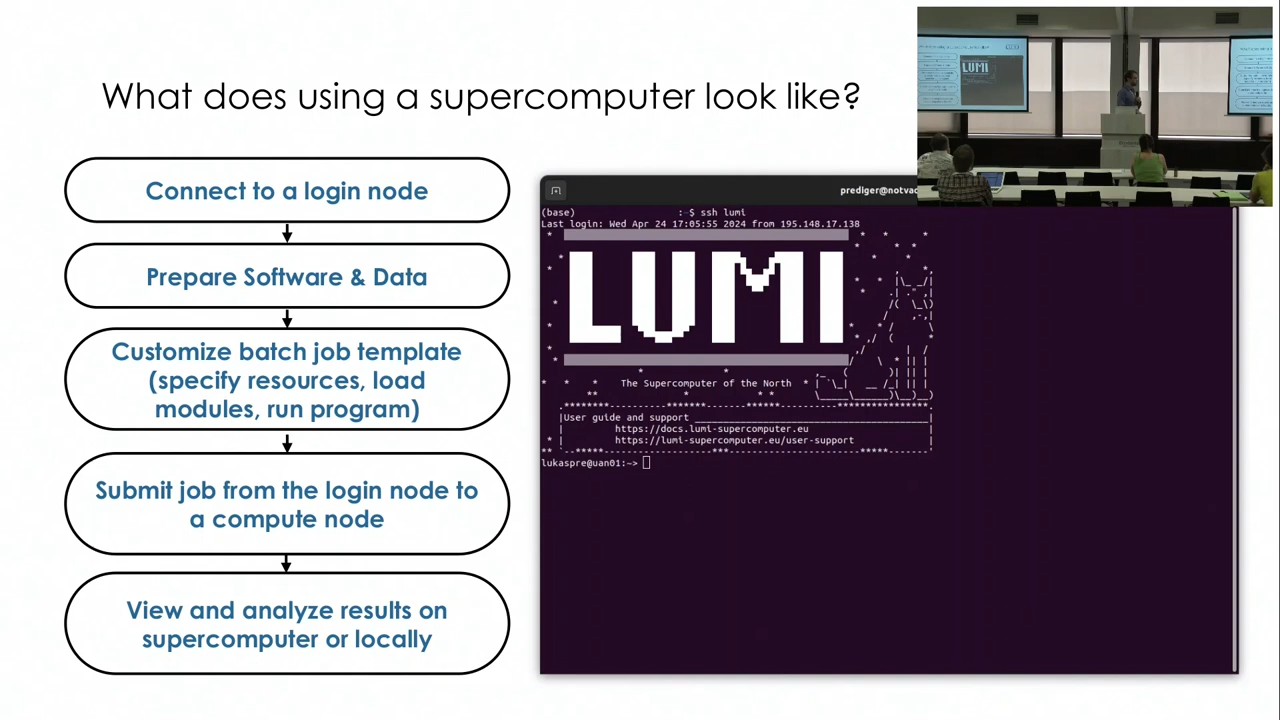 What does using a supercomputer look like?
Connect to a login node
Prepare Software & Data
Customize batch job template
(specify resources, load
modules, run program)
Submit job from the login node to
a compute node
View and analyze results on
supercomputer or locally
prediger@notvac
(base) :~$ ssh lumi
Last login: Wed Apr 24 17:05:55 2024 from 195.148.17.138
LUMI
The Supercomputer of the North
User guide and support
https://docs.lumi-supercomputer.eu
https://lumi-supercomputer.eu/user-support
lukaspre@uan01:~>
LUMI